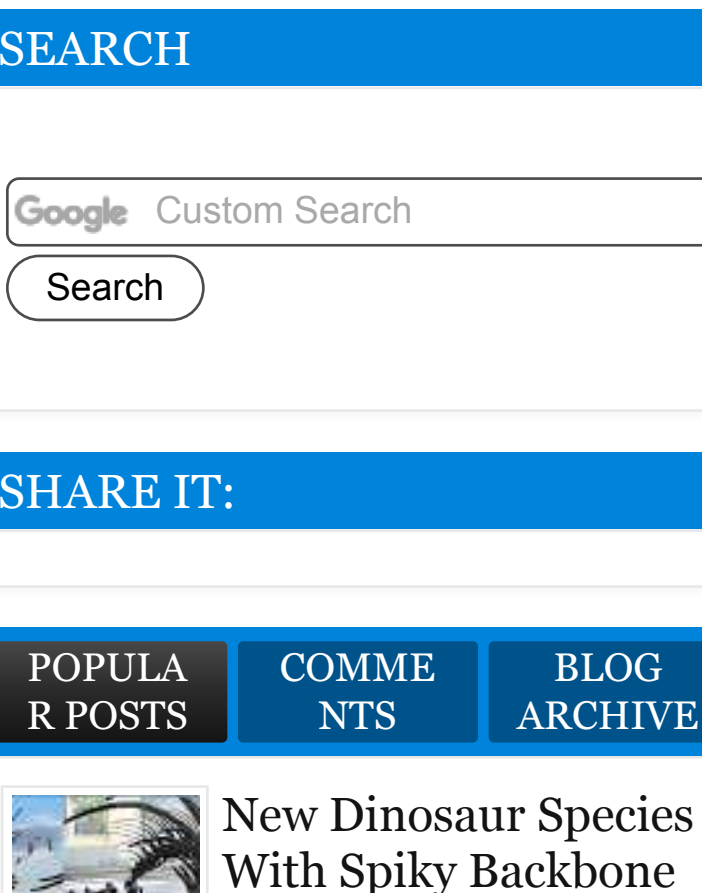 SEARCH
Google Custom Search
Search
SHARE IT:
POPULA
R POSTS
COMME
NTS
BLOG
ARCHIVE
New Dinosaur Species
With Spiky Backbone